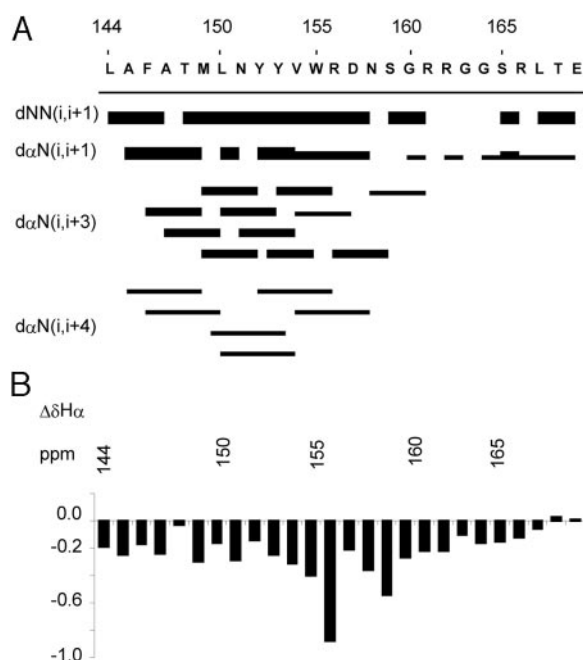 A
144 150 155 160 165
L A F A T M L N Y Y V W R D N S G R R G G S R L T E
dNN(i,i+1)
dαN(i,i+1)
dαN(i,i+3)
dαN(i,i+4)
B
ΔδHα
ppm
144 150 155 160 165
0.0
-0.2
-0.6
-1.0